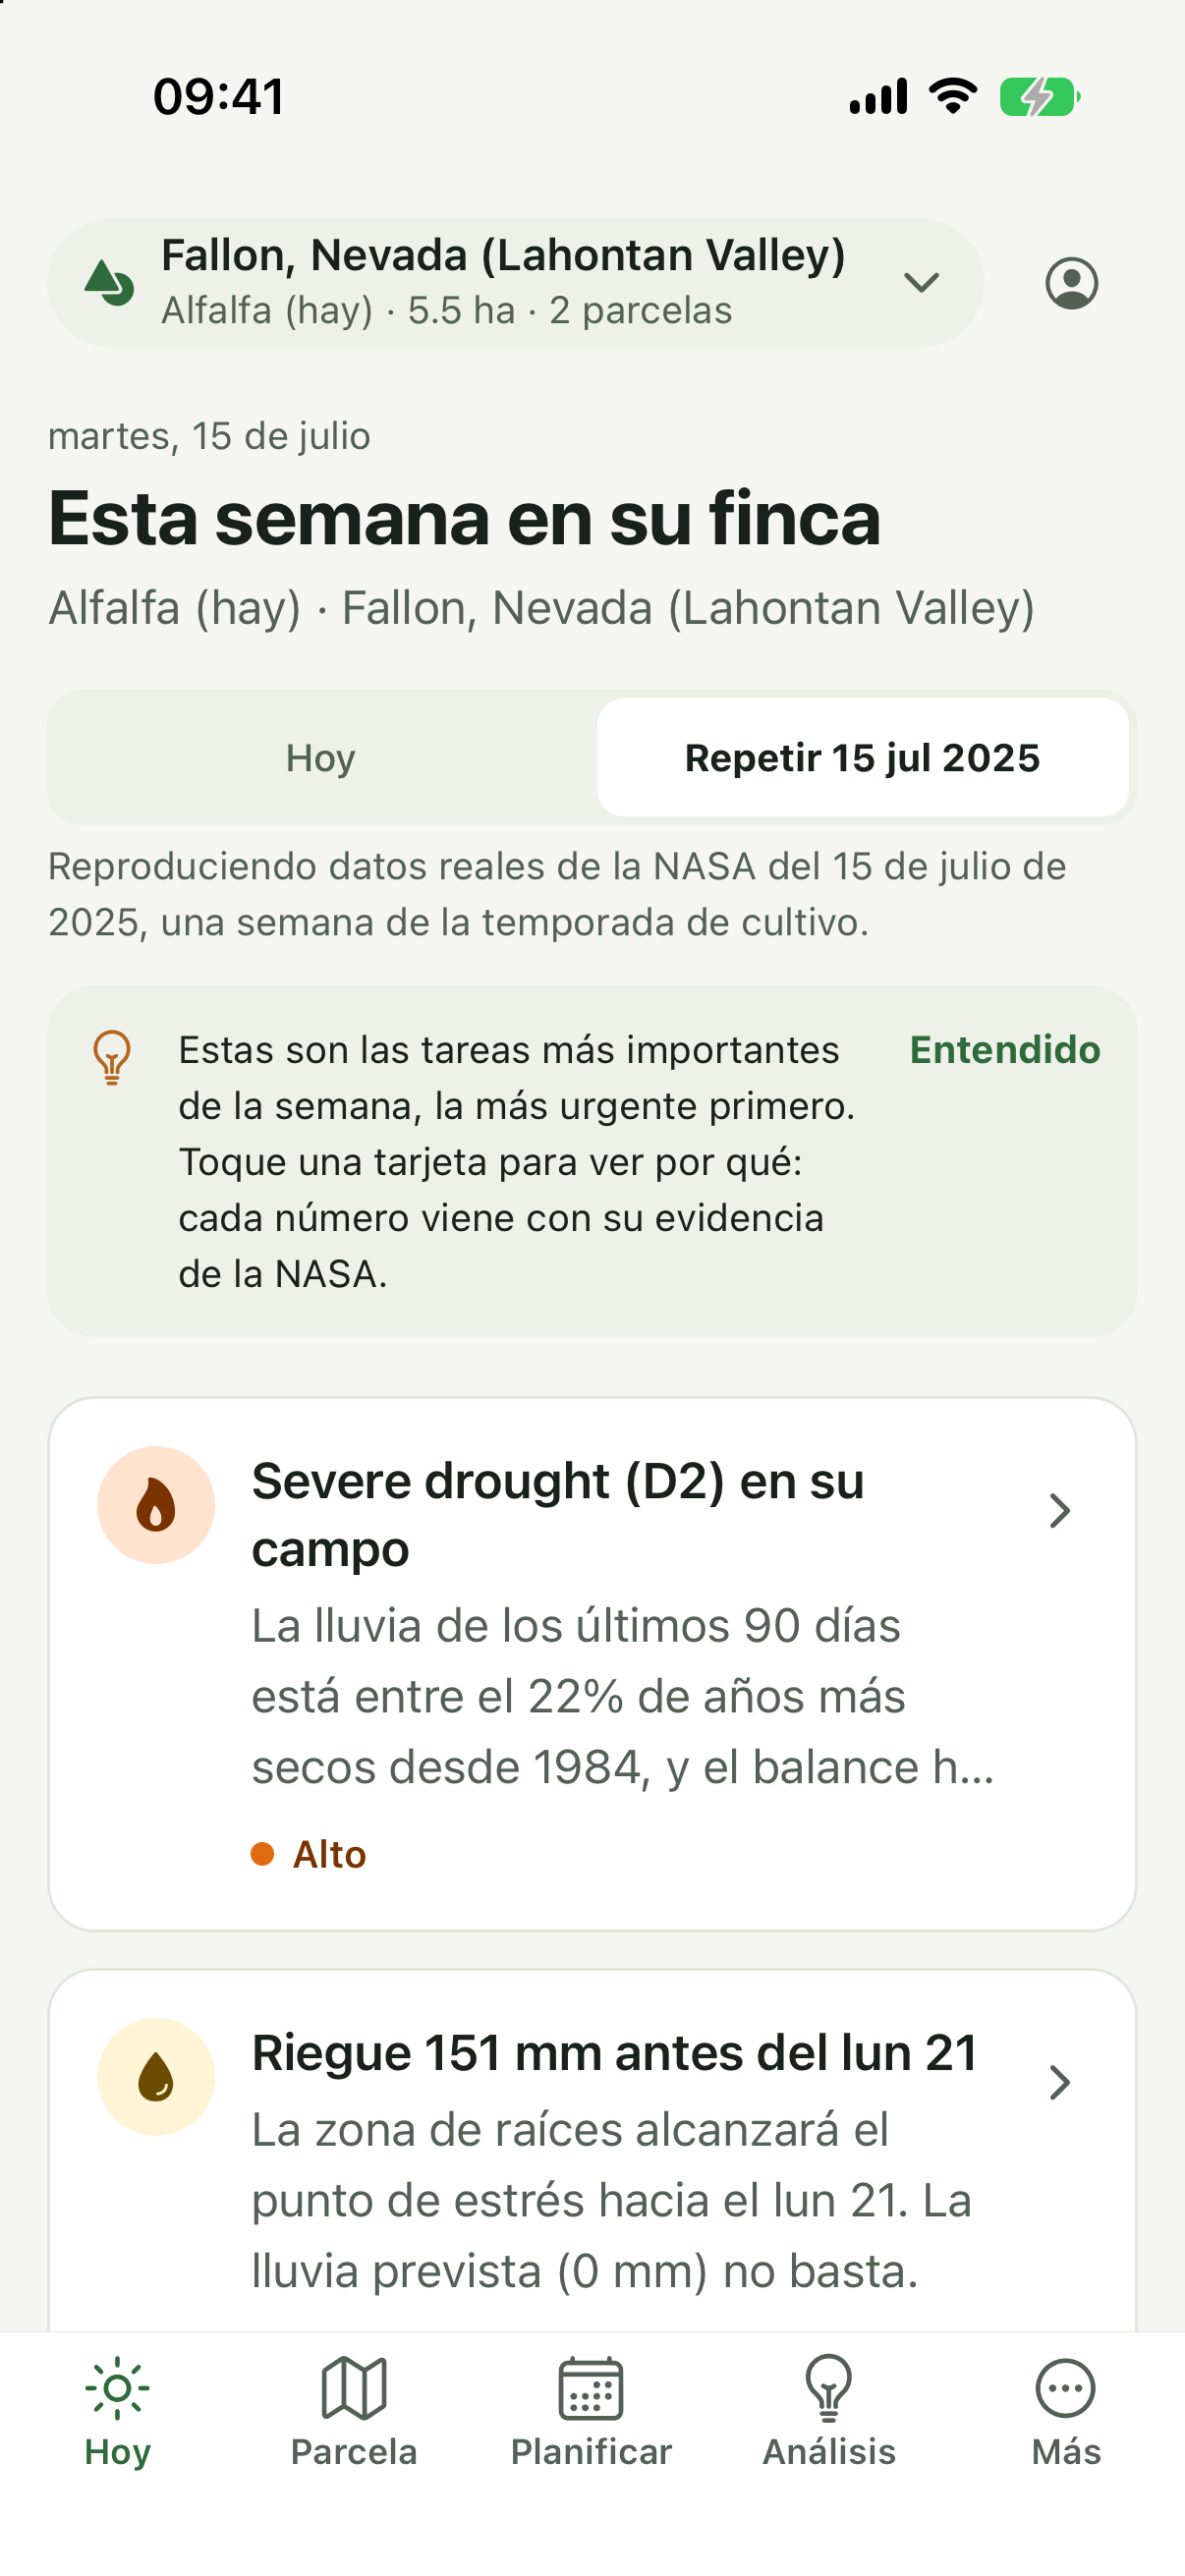 09:41
Fallon, Nevada (Lahontan Valley)
Alfalfa (hay) · 5.5 ha · 2 parcelas
martes, 15 de julio
Esta semana en su finca
Alfalfa (hay) · Fallon, Nevada (Lahontan Valley)
Hoy
Repetir 15 jul 2025
Reproduciendo datos reales de la NASA del 15 de julio de
2025, una semana de la temporada de cultivo.
Estas son las tareas más importantes
de la semana, la más urgente primero.
Toque una tarjeta para ver por qué:
cada número viene con su evidencia
de la NASA.
Entendido
Severe drought (D2) en su
campo
La lluvia de los últimos 90 días
está entre el 22% de años más
secos desde 1984, y el balance h...
Alto
Riegue 151 mm antes del lun 21
La zona de raíces alcanzará el
punto de estrés hacia el lun 21. La
lluvia prevista (0 mm) no basta.
Hoy
Parcela
Planificar
Análisis
Más